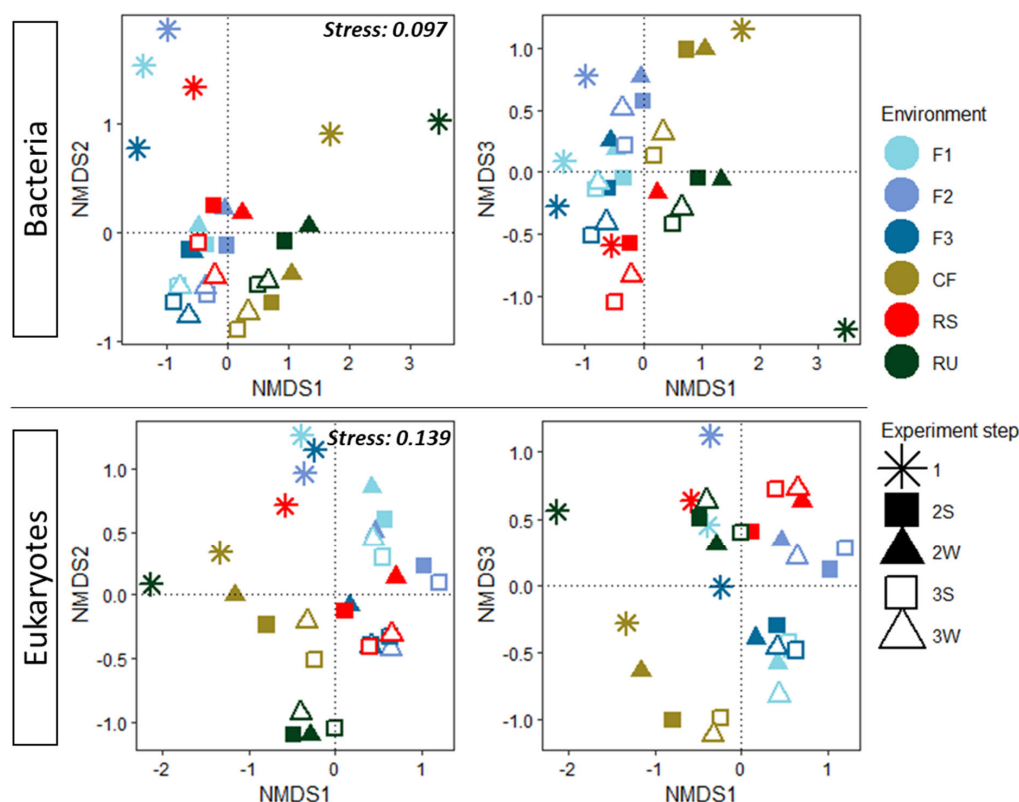 Bacteria
Stress: 0.097
NMDS2
1
0
-1
-1
0
1
2
3
NMDS1
NMDS3
1.0
0.5
0.0
-0.5
-1.0
-1
0
1
2
3
NMDS1
Environment
F1
F2
F3
CF
RS
RU
Eukaryotes
Stress: 0.139
NMDS2
1.0
0.5
0.0
-0.5
-1.0
-2
-1
0
1
NMDS1
NMDS3
1.0
0.5
0.0
-0.5
-1.0
-2
-1
0
1
NMDS1
Experiment step
1
2S
2W
3S
3W